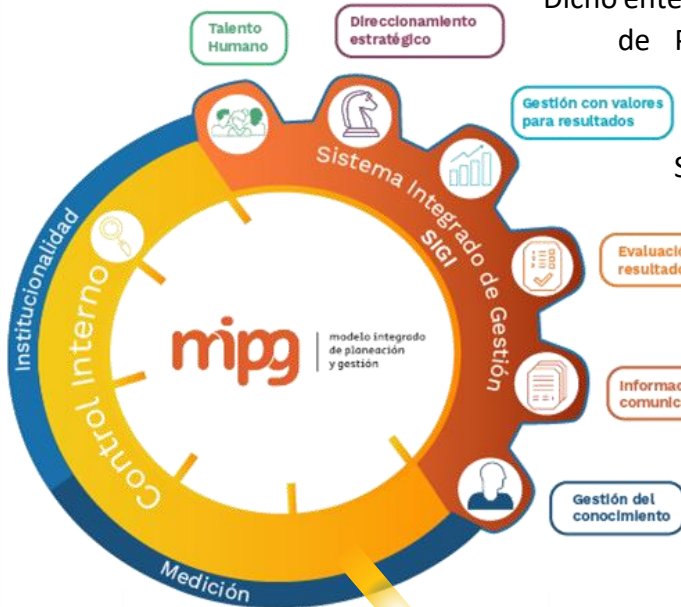 Dicho
de
Talento
Humano
Direccionamiento
estratégico
Gestión con valores
para resultados
Sistema Integrado de Gestión
SIGI
Institucionalidad
Control Interno
mipg
modelo integrado
de planeación
y gestión
Gestión del
conocimiento
Medición